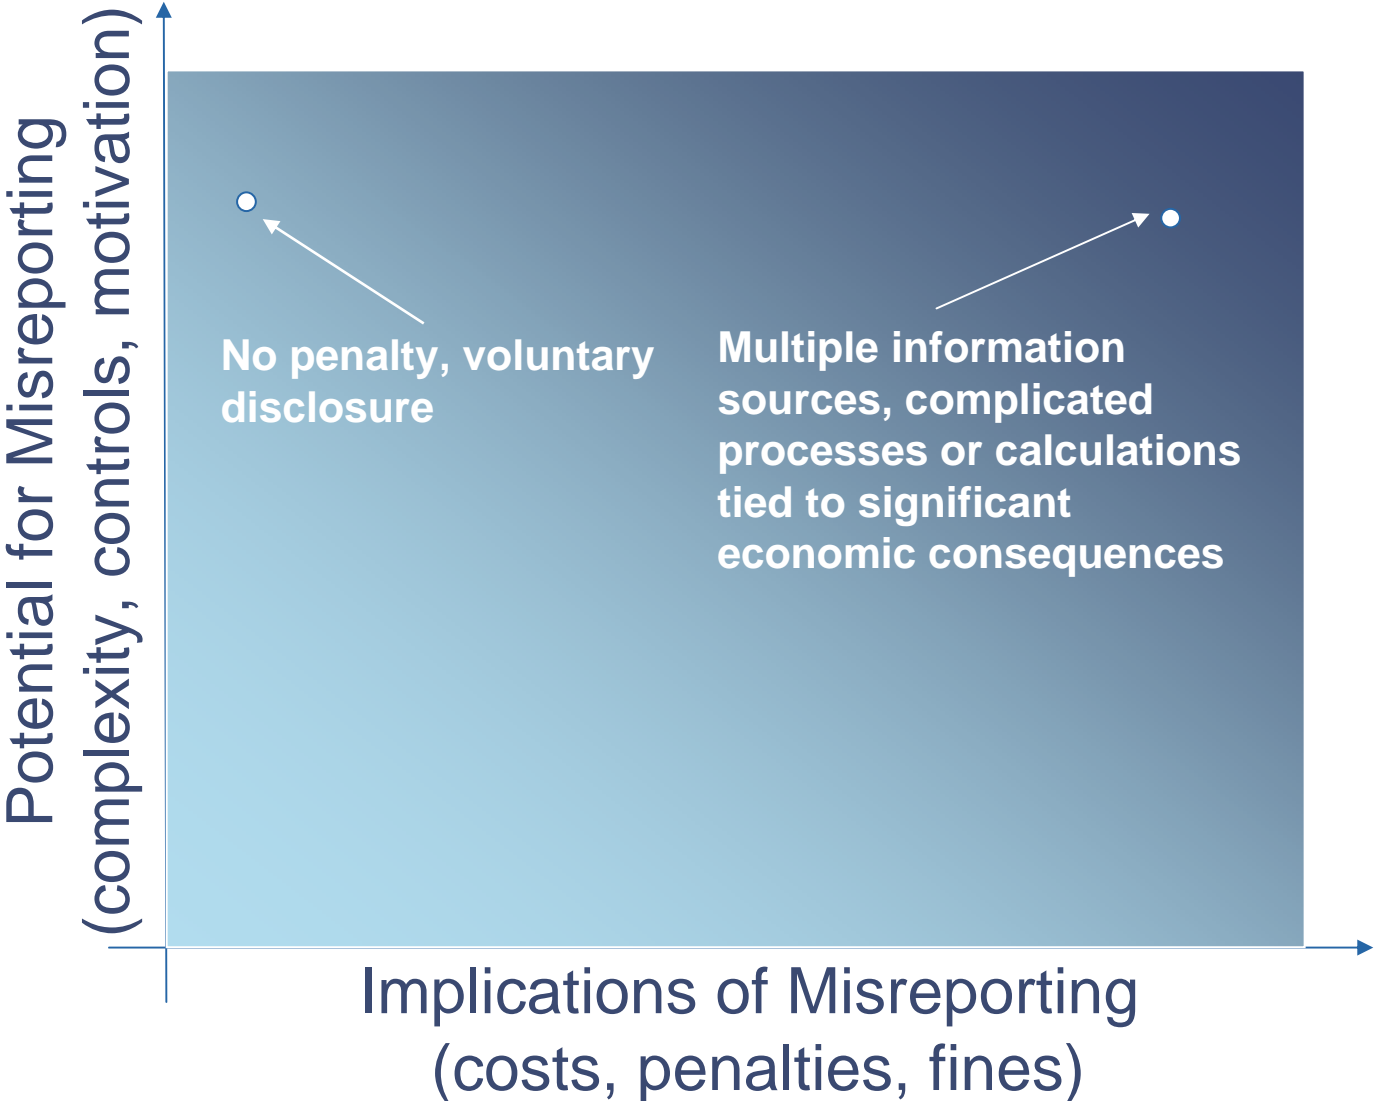 Potential for Misreporting
(complexity, controls, motivation)
No penalty, voluntary
disclosure
Multiple information
sources, complicated
processes or calculations
tied to significant
economic consequences
Implications of Misreporting
(costs, penalties, fines)